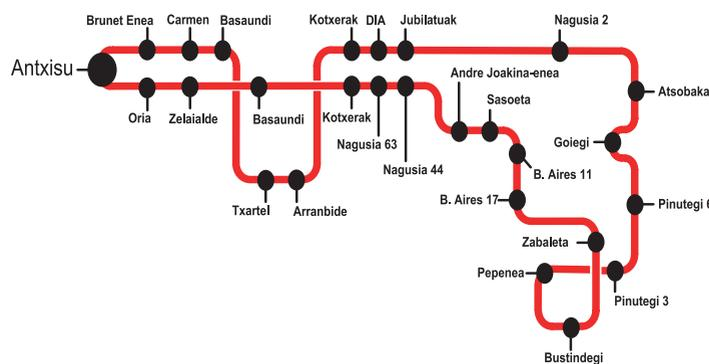 Brunet Enea
Carmen
Basaundi
Kotxerak
DIA
Jubilatuak
Nagusia 2
Antxisu
Andre Joakina-enea
Sasoeta
Atsobaka
Oria
Zelaialde
Basaundi
Kotxerak
Nagusia 63
Nagusia 44
Goiegi
B. Aires 11
B. Aires 17
Pinutegi 6
Txartel
Arranbide
Zabaleta
Pepenea
Pinutegi 3
Bustindegi